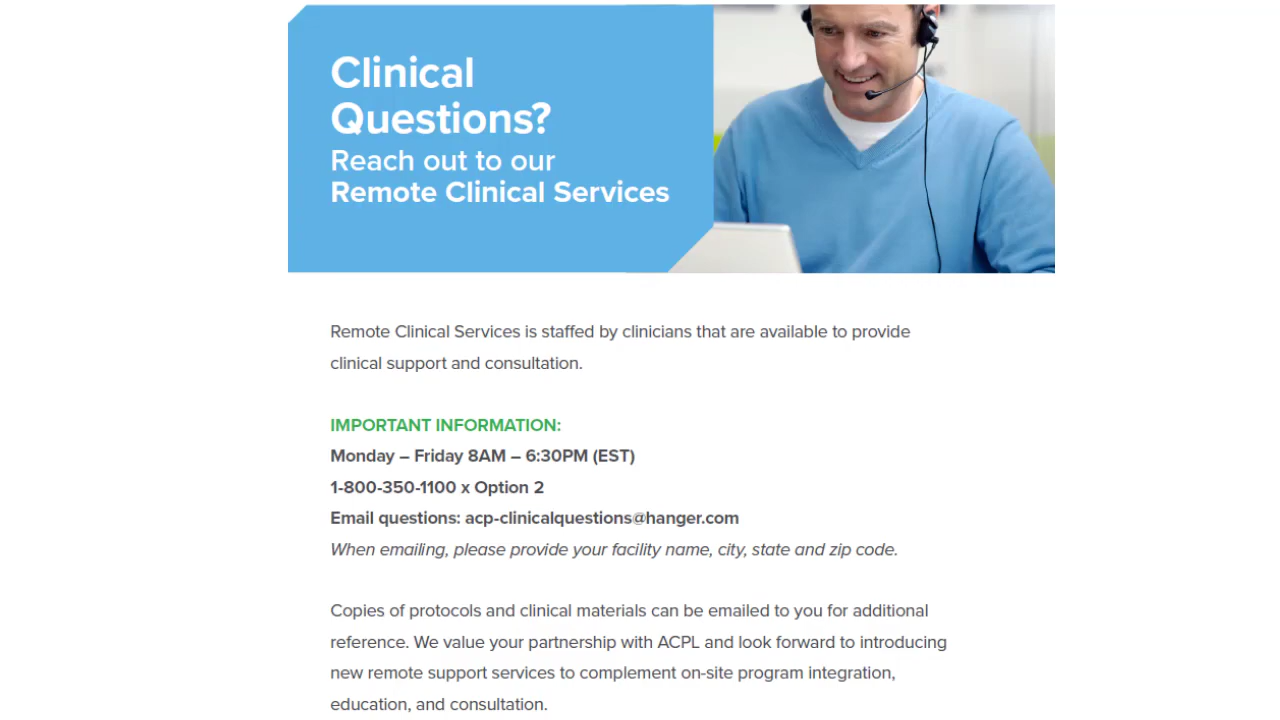 Clinical
Questions?
Reach out to our
Remote Clinical Services
Remote Clinical Services is staffed by clinicians that are available to provide
clinical support and consultation.
IMPORTANT INFORMATION:
Monday – Friday 8AM – 6:30PM (EST)
1-800-350-1100 x Option 2
Email questions: acp-clinicalquestions@hanger.com
When emailing, please provide your facility name, city, state and zip code.
Copies of protocols and clinical materials can be emailed to you for additional
reference. We value your partnership with ACPL and look forward to introducing
new remote support services to complement on-site program integration,
education, and consultation.